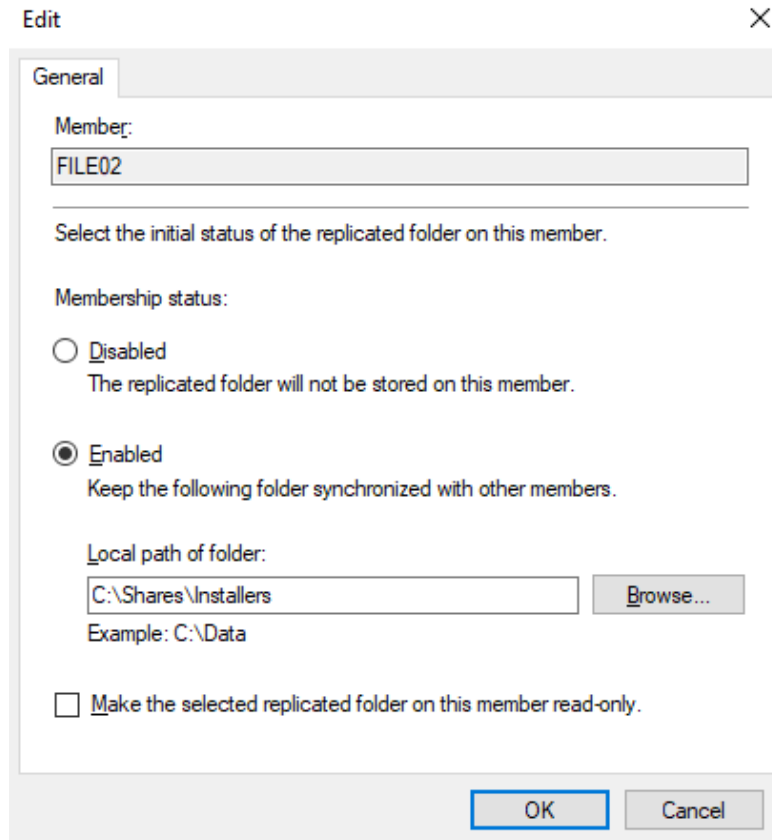 Edit
General
Member:
FILE02
Select the initial status of the replicated folder on this member.
Membership status:
Disabled
The replicated folder will not be stored on this member.
Enabled
Keep the following folder synchronized with other members.
Local path of folder:
C:\Shares\Installers
Browse...
Example: C:\Data
Make the selected replicated folder on this member read-only.
OK
Cancel